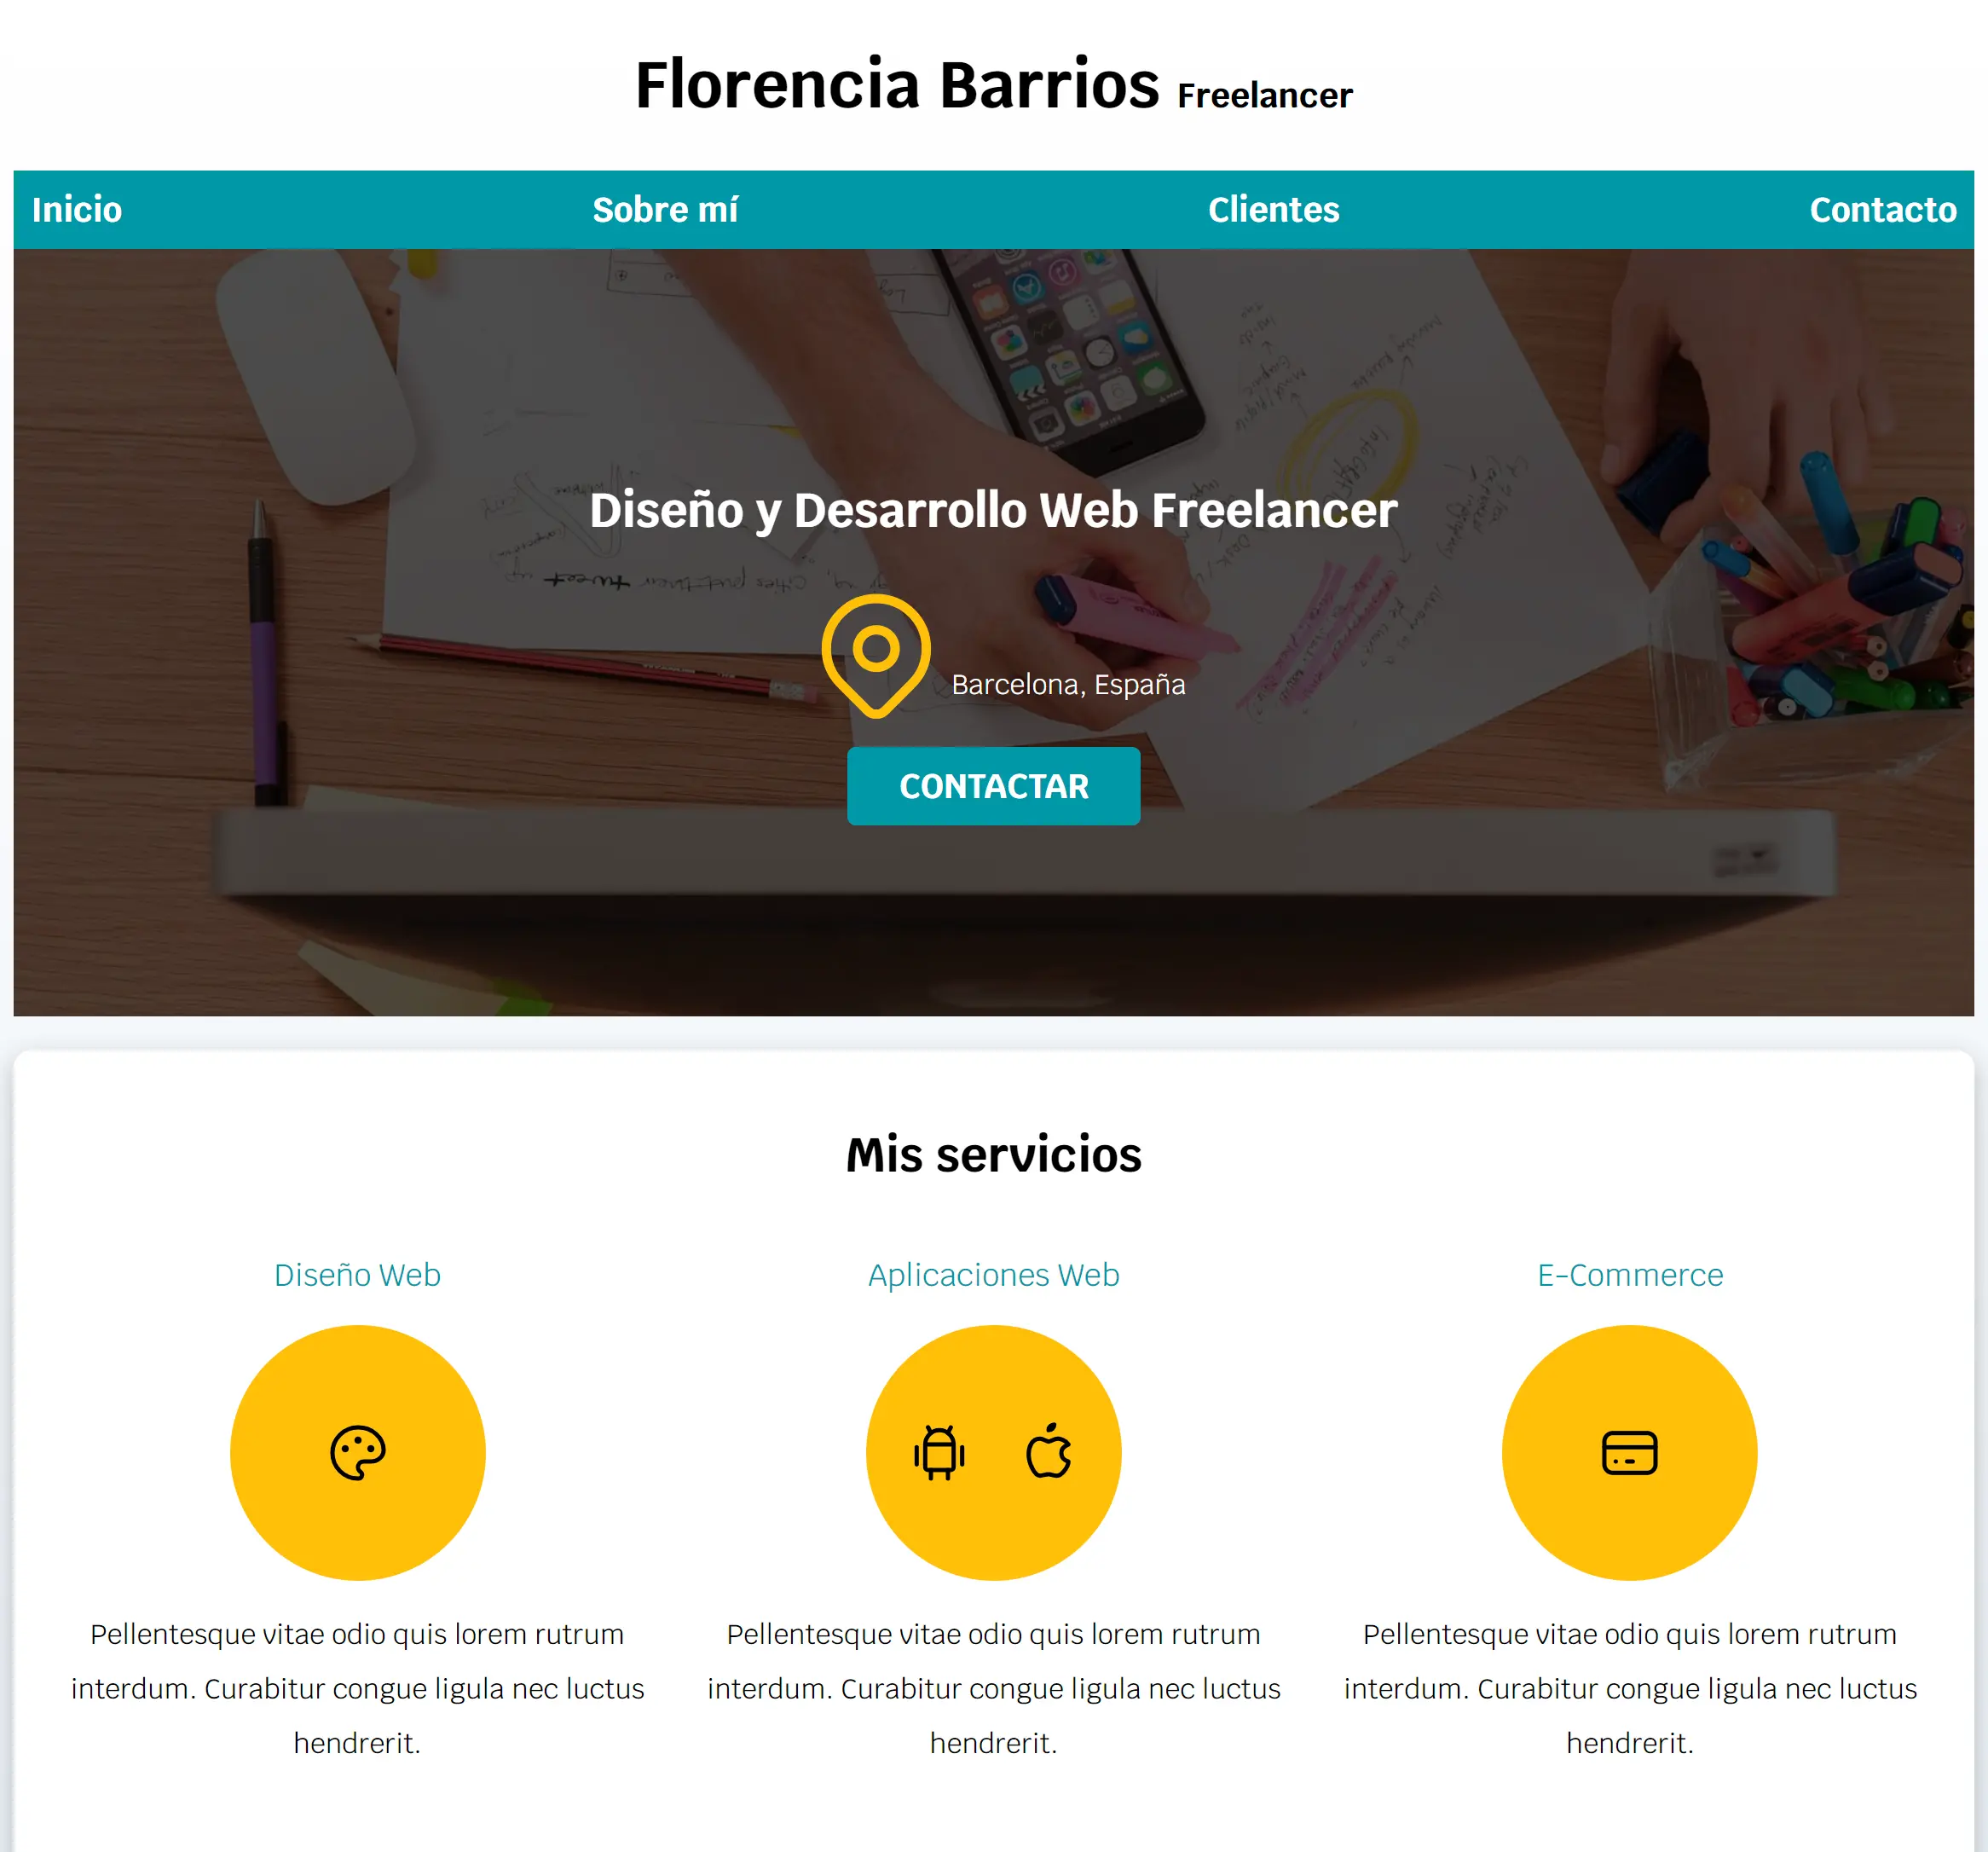 Florencia Barrios Freelancer
Inicio Sobre mí Clientes Contacto
Diseño y Desarrollo Web Freelancer
Barcelona, España
CONTACTAR
Mis servicios
Diseño Web
Aplicaciones Web
E-Commerce
Pellentesque vitae odio quis lorem rutrum
interdum. Curabitur congue ligula nec luctus
hendrerit.
Pellentesque vitae odio quis lorem rutrum
interdum. Curabitur congue ligula nec luctus
hendrerit.
Pellentesque vitae odio quis lorem rutrum
interdum. Curabitur congue ligula nec luctus
hendrerit.